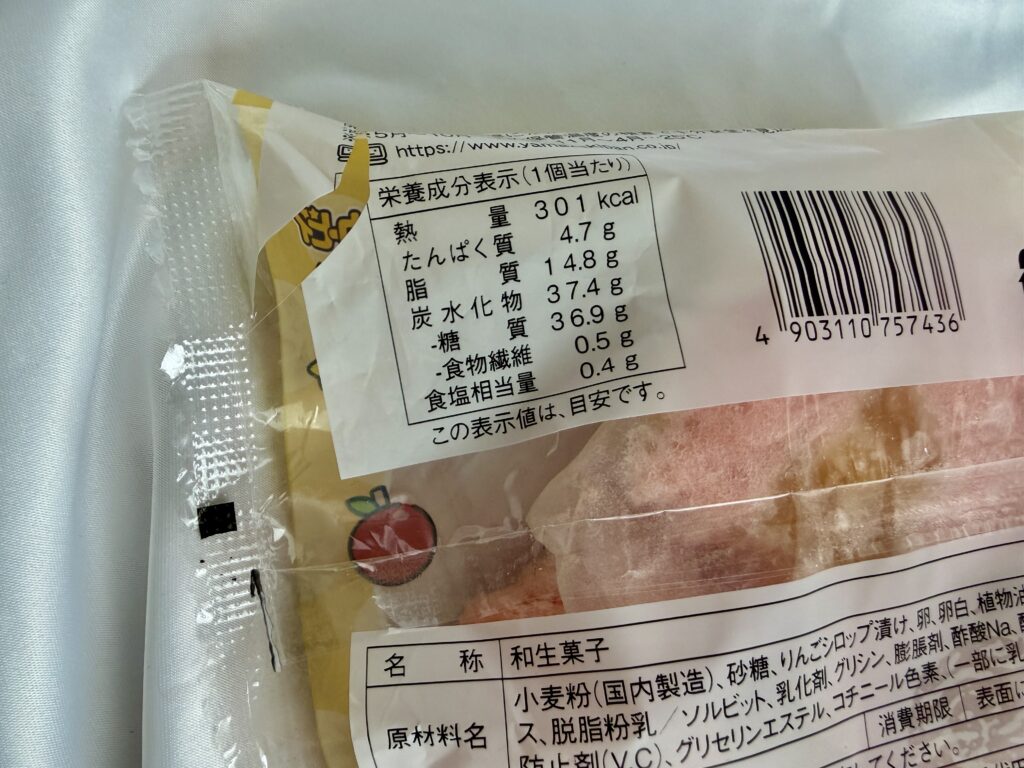 https://www.yamazakipan.co.jp/
栄養成分表示(1個当たり)
熱量 301 kcal
たんぱく質 4.7 g
脂質 14.8 g
炭水化物 37.4 g
-糖質 36.9 g
-食物繊維 0.5 g
食塩相当量 0.4 g
この表示値は、目安です。
4 903110 757436
名称 和生菓子
原材料名 小麦粉(国内製造)、砂糖、りんごシロップ漬け、卵、卵白、植物油
ス、脱脂粉乳/ソルビット、乳化剤、グリシン、膨脹剤、酢酸Na、
防止剤(V.C)、グリセリンエステル、コチニール色素、(一部に乳
消費期限 表面に
してください。